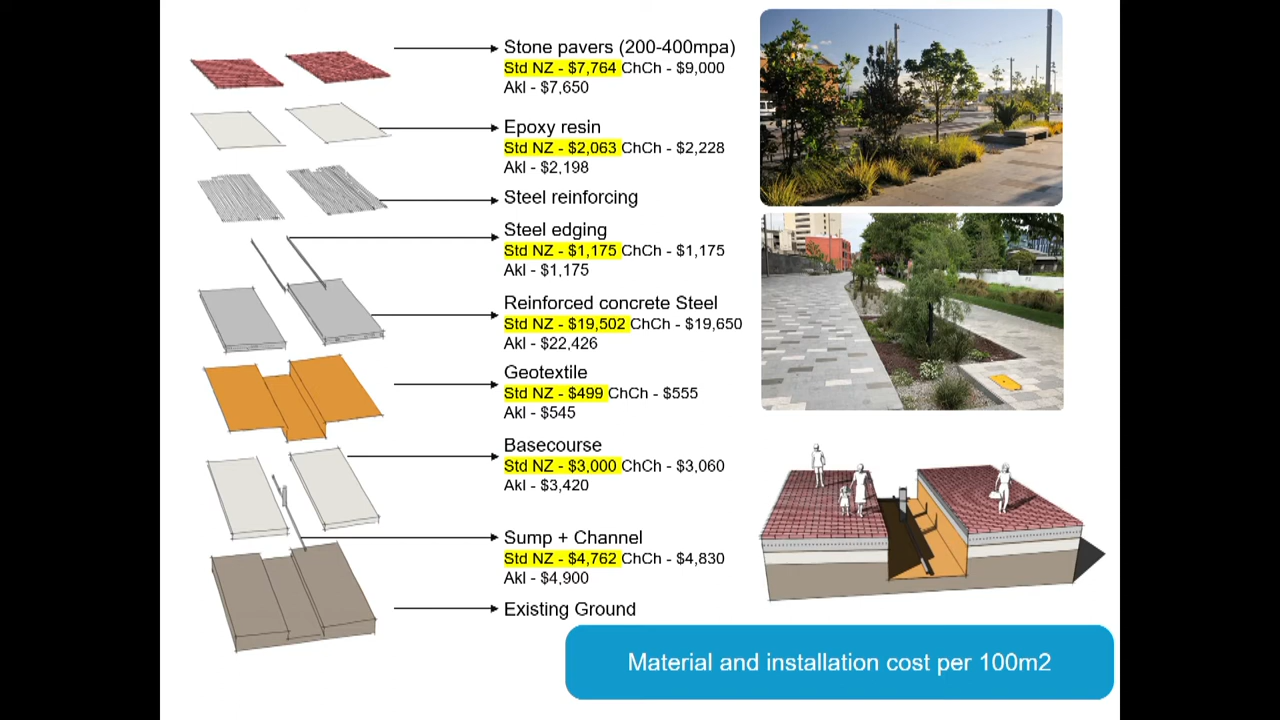 Stone pavers (200-400mpa)
Std NZ - $7,764 ChCh - $9,000
Akl - $7,650
Epoxy resin
Std NZ - $2,063 ChCh - $2,228
Akl - $2,198
Steel reinforcing
Steel edging
Std NZ - $1,175 ChCh - $1,175
Akl - $1,175
Reinforced concrete Steel
Std NZ - $19,502 ChCh - $19,650
Akl - $22,426
Geotextile
Std NZ - $499 ChCh - $555
Akl - $545
Basecourse
Std NZ - $3,000 ChCh - $3,060
Akl - $3,420
Sump + Channel
Std NZ - $4,762 ChCh - $4,830
Akl - $4,900
Existing Ground
Material and installation cost per 100m2